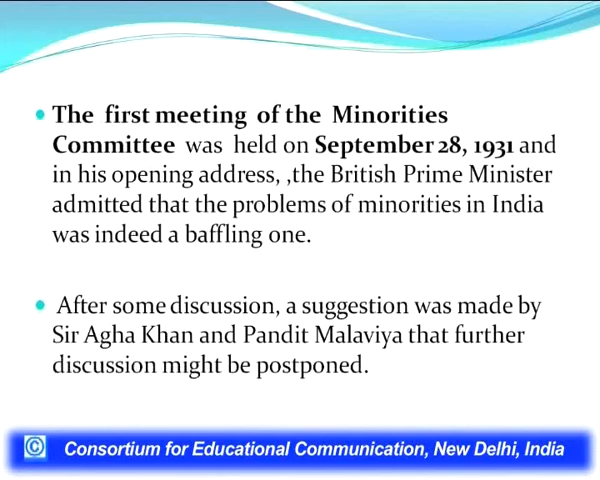 • The first meeting of the Minorities
Committee was held on September 28, 1931 and
in his opening address, ,the British Prime Minister
admitted that the problems of minorities in India
was indeed a baffling one.
• After some discussion, a suggestion was made by
Sir Agha Khan and Pandit Malaviya that further
discussion might be postponed.
© Consortium for Educational Communication, New Delhi, India